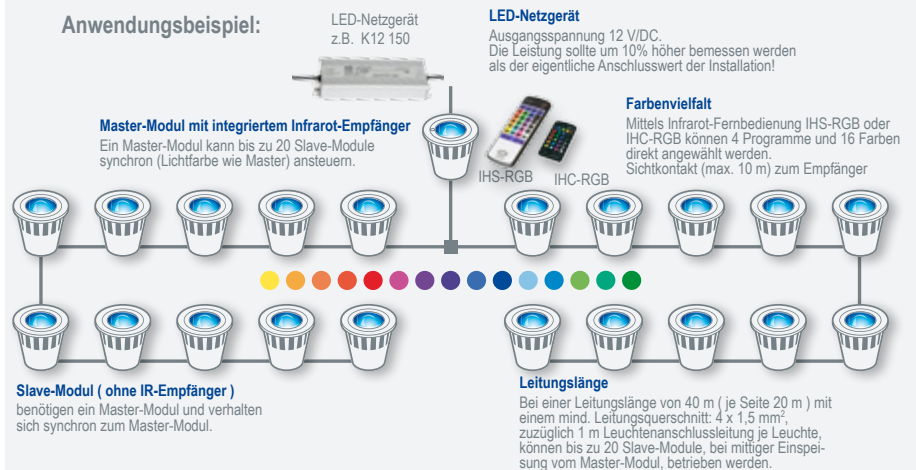 Anwendungsbeispiel:
LED-Netzgerät
z.B. K12 150
LED-Netzgerät
Ausgangsspannung 12 V/DC.
Die Leistung sollte um 10% höher bemessen werden
als der eigentliche Anschlusswert der Installation!
Master-Modul mit integriertem Infrarot-Empfänger
Ein Master-Modul kann bis zu 20 Slave-Module
synchron (Lichtfarbe wie Master) ansteuern.
IHS-RGB
IHC-RGB
Farbenvielfalt
Mittels Infrarot-Fernbedienung IHS-RGB oder
IHC-RGB können 4 Programme und 16 Farben
direkt angewählt werden.
Sichtkontakt (max. 10 m) zum Empfänger
Slave-Modul ( ohne IR-Empfänger )
benötigen ein Master-Modul und verhalten
sich synchron zum Master-Modul.
Leitungslänge
Bei einer Leitungslänge von 40 m ( je Seite 20 m ) mit
einem mind. Leitungsquerschnitt: 4 x 1,5 mm²,
zuzüglich 1 m Leuchtenanschlussleitung je Leuchte,
können bis zu 20 Slave-Module, bei mittiger Einspei-
sung vom Master-Modul, betrieben werden.